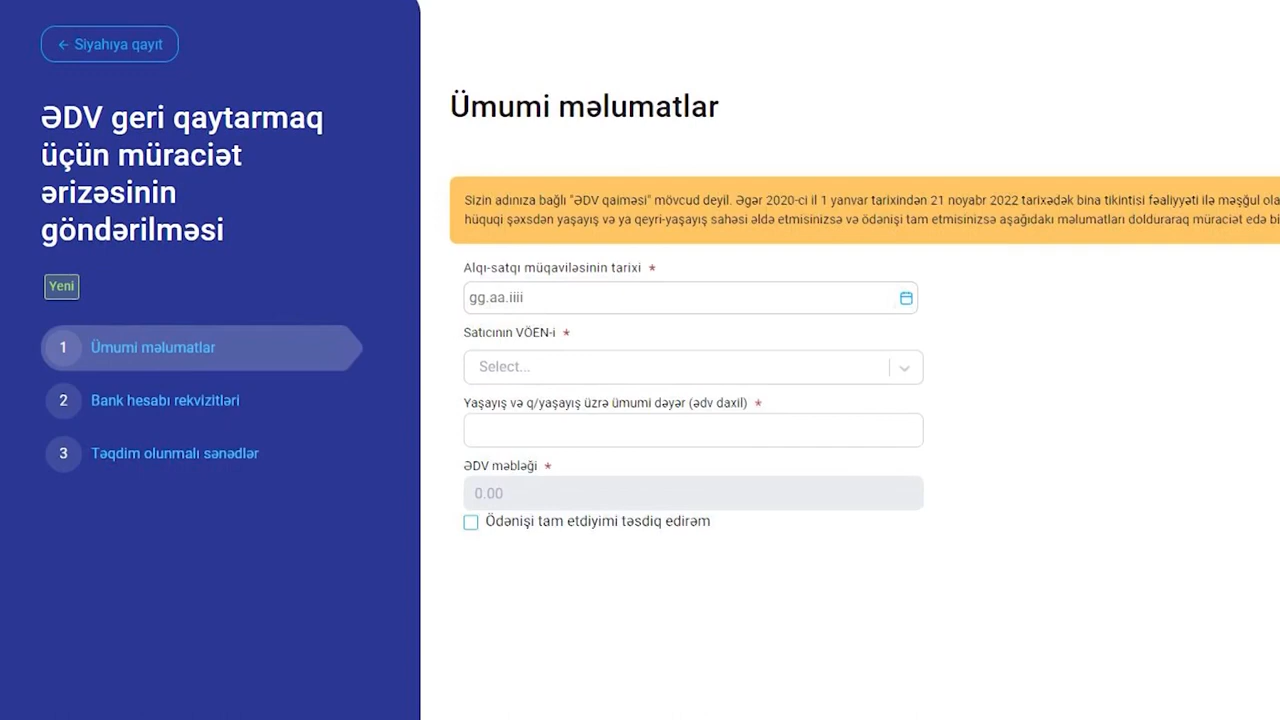 ← Siyahıya qayıt
ƏDV geri qaytarmaq
üçün müraciət
ərizəsinin
göndərilməsi
Yeni
1 Ümumi məlumatlar
2 Bank hesabı rekvizitləri
3 Təqdim olunmalı sənədlər
Ümumi məlumatlar
Sizin adınıza bağlı "ƏDV qaiməsi" mövcud deyil. Əgər 2020-ci il 1 yanvar tarixindən 21 noyabr 2022 tarixədək bina tikintisi fəaliyyəti ilə məşğul ola
hüquqi şəxsdən yaşayış və ya qeyri-yaşayış sahəsi əldə etmisinizsə və ödənişi tam etmisinizsə aşağıdakı məlumatları dolduraraq müraciət edə bi
Alqı-satqı müqaviləsinin tarixi *
gg.aa.iiii
Satıcının VÖEN-i *
Select...
Yaşayış və q/yaşayış üzrə ümumi dəyər (ədv daxil) *
ƏDV məbləği *
0.00
Ödənişi tam etdiyimi təsdiq edirəm